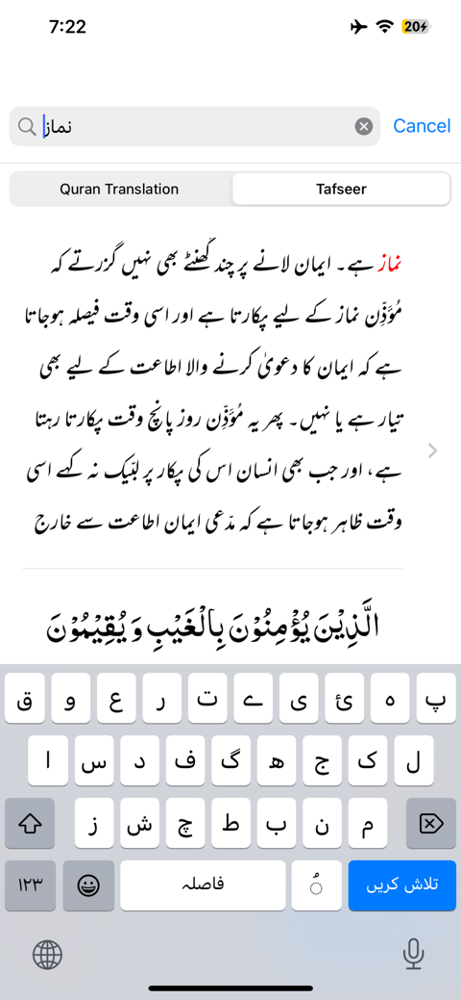 7:22
20
نماز
Cancel
Quran Translation
Tafseer
نماز ہے۔ ایمان لانے پر چند گھنٹے بھی نہیں گزرتے کہ
مُؤَذِّن نماز کے لیے پکارتا ہے اور اسی وقت فیصلہ ہوجاتا
ہے کہ ایمان کا دعویٰ کرنے والا اطاعت کے لیے بھی
تیار ہے یا نہیں۔ پھر یہ مُؤَذِّن روز پانچ وقت پکارتا رہتا
ہے، اور جب بھی انسان اس کی پکار پر لبّیک نہ کہے اسی
وقت ظاہر ہوجاتا ہے کہ مدّعی ایمان اطاعت سے خارج
الَّذِیْنَ یُؤْمِنُوْنَ بِالْغَیْبِ وَ یُقِیْمُوْنَ
ق و ع ر ت ے ی ئ ہ پ
ا س د ف گ ھ ج ک ل
ز ش چ ط ب ن م
۱۲۳
فاصلہ
تلاش کریں